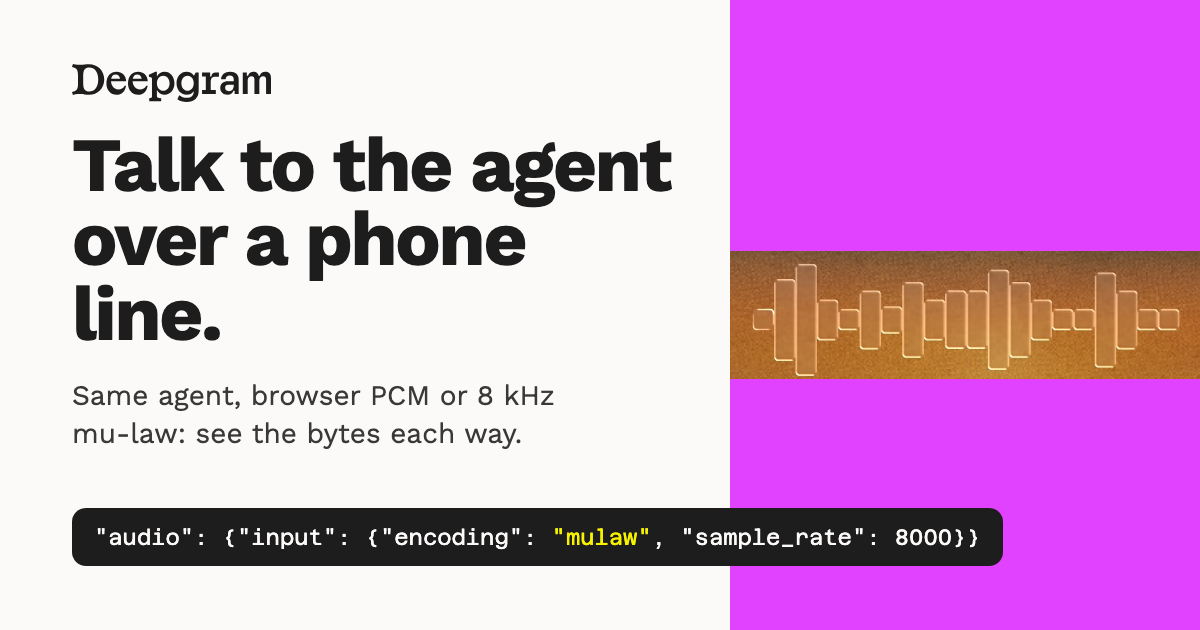 Deepgram
Talk to the agent
over a phone
line.
Same agent, browser PCM or 8 kHz
mu-law: see the bytes each way.
"audio": {"input": {"encoding": "mulaw", "sample_rate": 8000}}